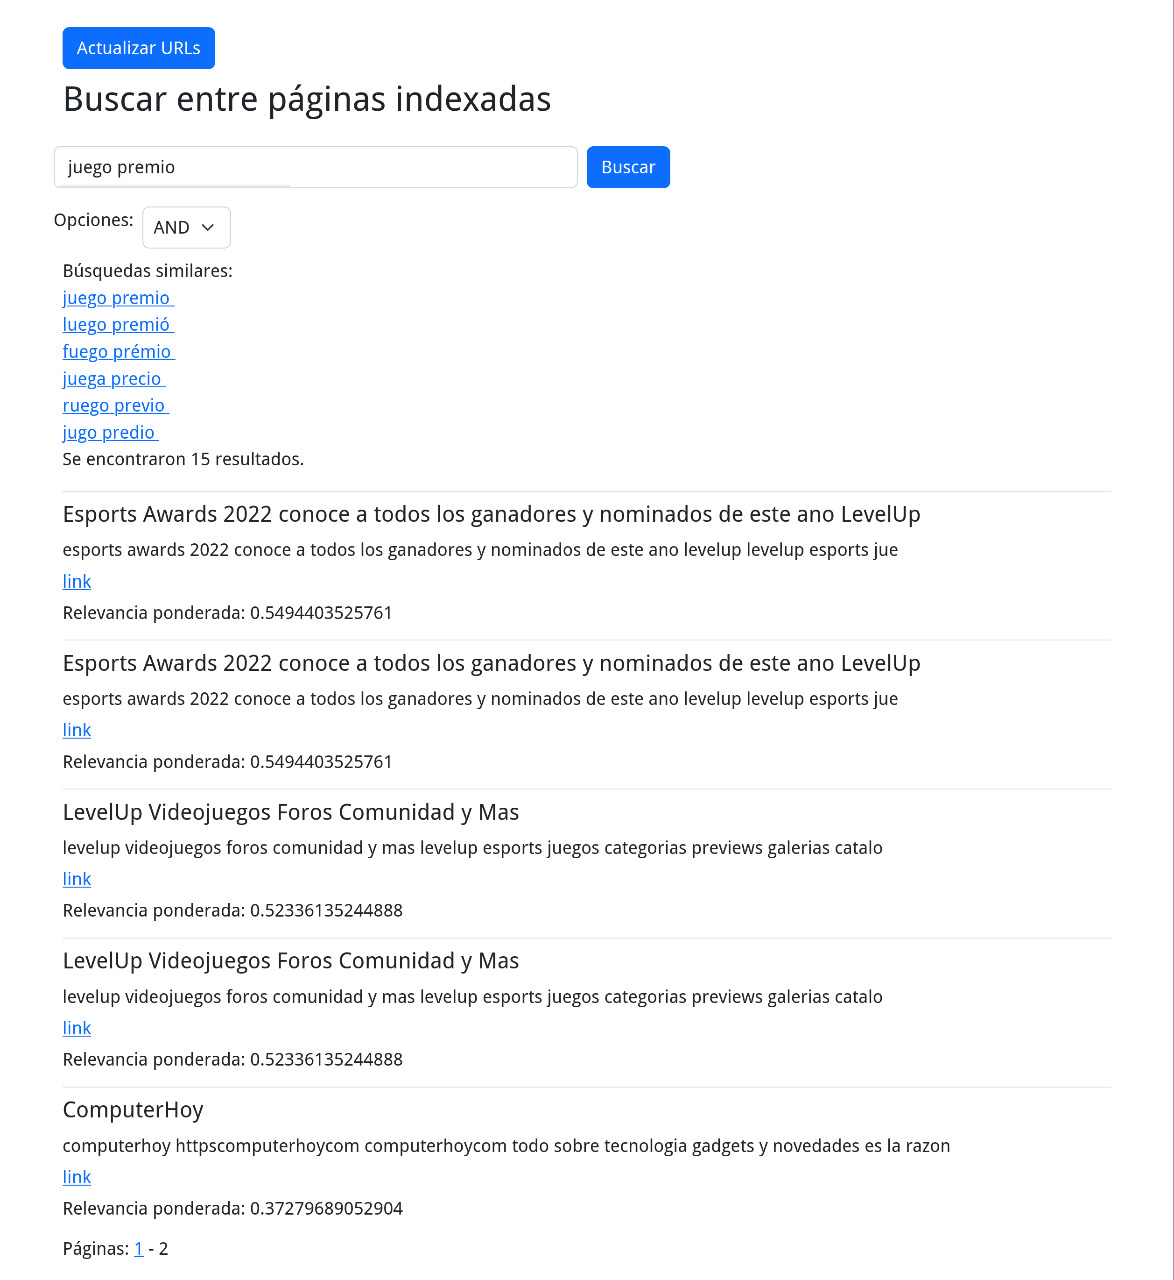 Actualizar URLs
Buscar entre páginas indexadas
juego premio
Buscar
Opciones:
AND
Búsquedas similares:
juego premio
luego premió
fuego prémio
juega precio
ruego previo
jugo predio
Se encontraron 15 resultados.
Esports Awards 2022 conoce a todos los ganadores y nominados de este ano LevelUp
esports awards 2022 conoce a todos los ganadores y nominados de este ano levelup levelup esports jue
link
Relevancia ponderada: 0.5494403525761
Esports Awards 2022 conoce a todos los ganadores y nominados de este ano LevelUp
esports awards 2022 conoce a todos los ganadores y nominados de este ano levelup levelup esports jue
link
Relevancia ponderada: 0.5494403525761
LevelUp Videojuegos Foros Comunidad y Mas
levelup videojuegos foros comunidad y mas levelup esports juegos categorias previews galerias catalo
link
Relevancia ponderada: 0.52336135244888
LevelUp Videojuegos Foros Comunidad y Mas
levelup videojuegos foros comunidad y mas levelup esports juegos categorias previews galerias catalo
link
Relevancia ponderada: 0.52336135244888
ComputerHoy
computerhoy httpscomputerhoycom computerhoycom todo sobre tecnologia gadgets y novedades es la razon
link
Relevancia ponderada: 0.37279689052904
Páginas: 1 - 2